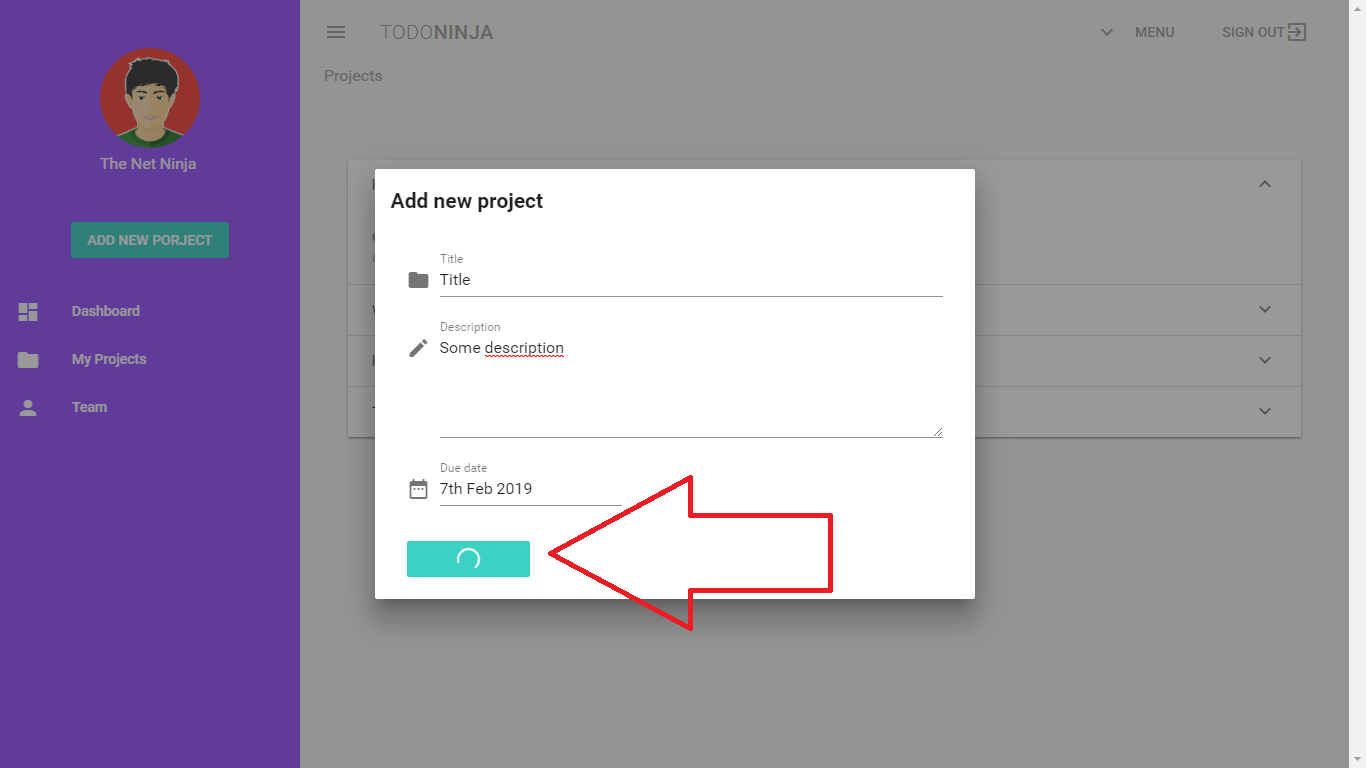 TODONINJA
MENU
SIGN OUT
Projects
The Net Ninja
ADD NEW PORJECT
Dashboard
My Projects
Team
Add new project
Title
Title
Description
Some description
Due date
7th Feb 2019